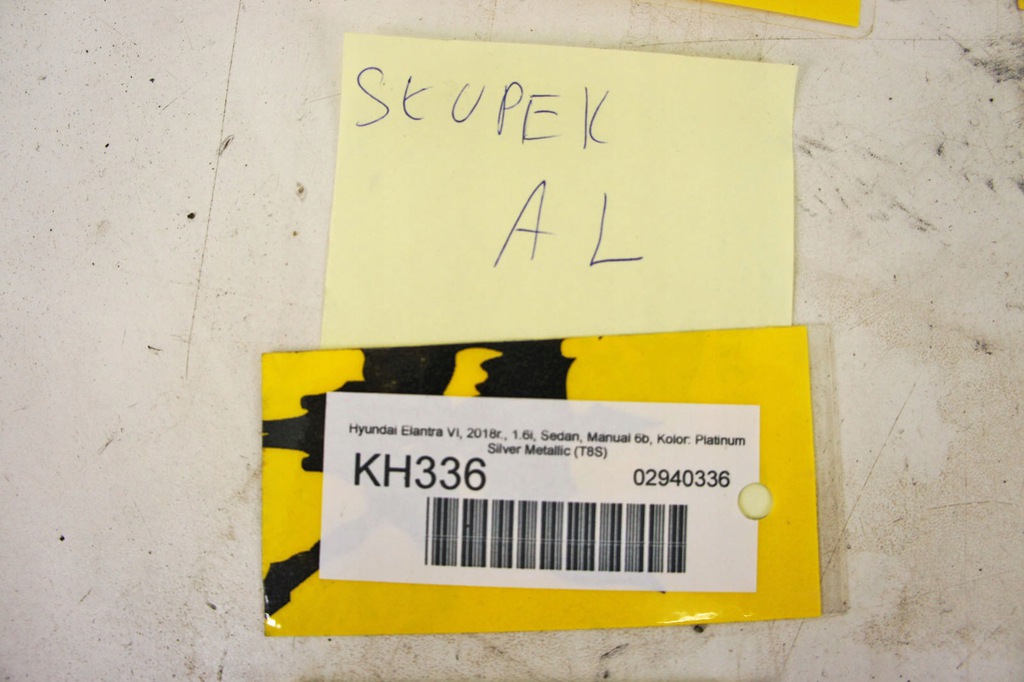 SKUPEK
AL
Hyundai Elantra VI, 2018r., 1.6i, Sedan, Manual 6b, Kolor: Platinum
Silver Metallic (T8S)
KH336 02940336